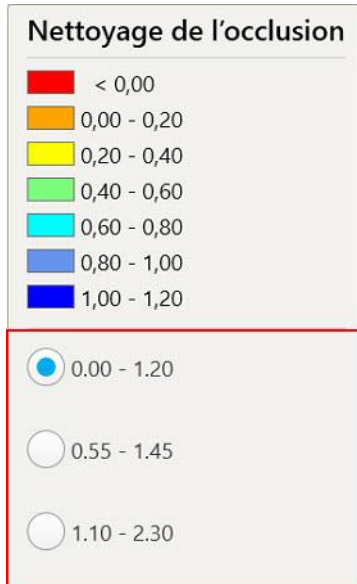 Nettoyage de l’occlusion
< 0,00
0,00 - 0,20
0,20 - 0,40
0,40 - 0,60
0,60 - 0,80
0,80 - 1,00
1,00 - 1,20
0.00 - 1.20
0.55 - 1.45
1.10 - 2.30